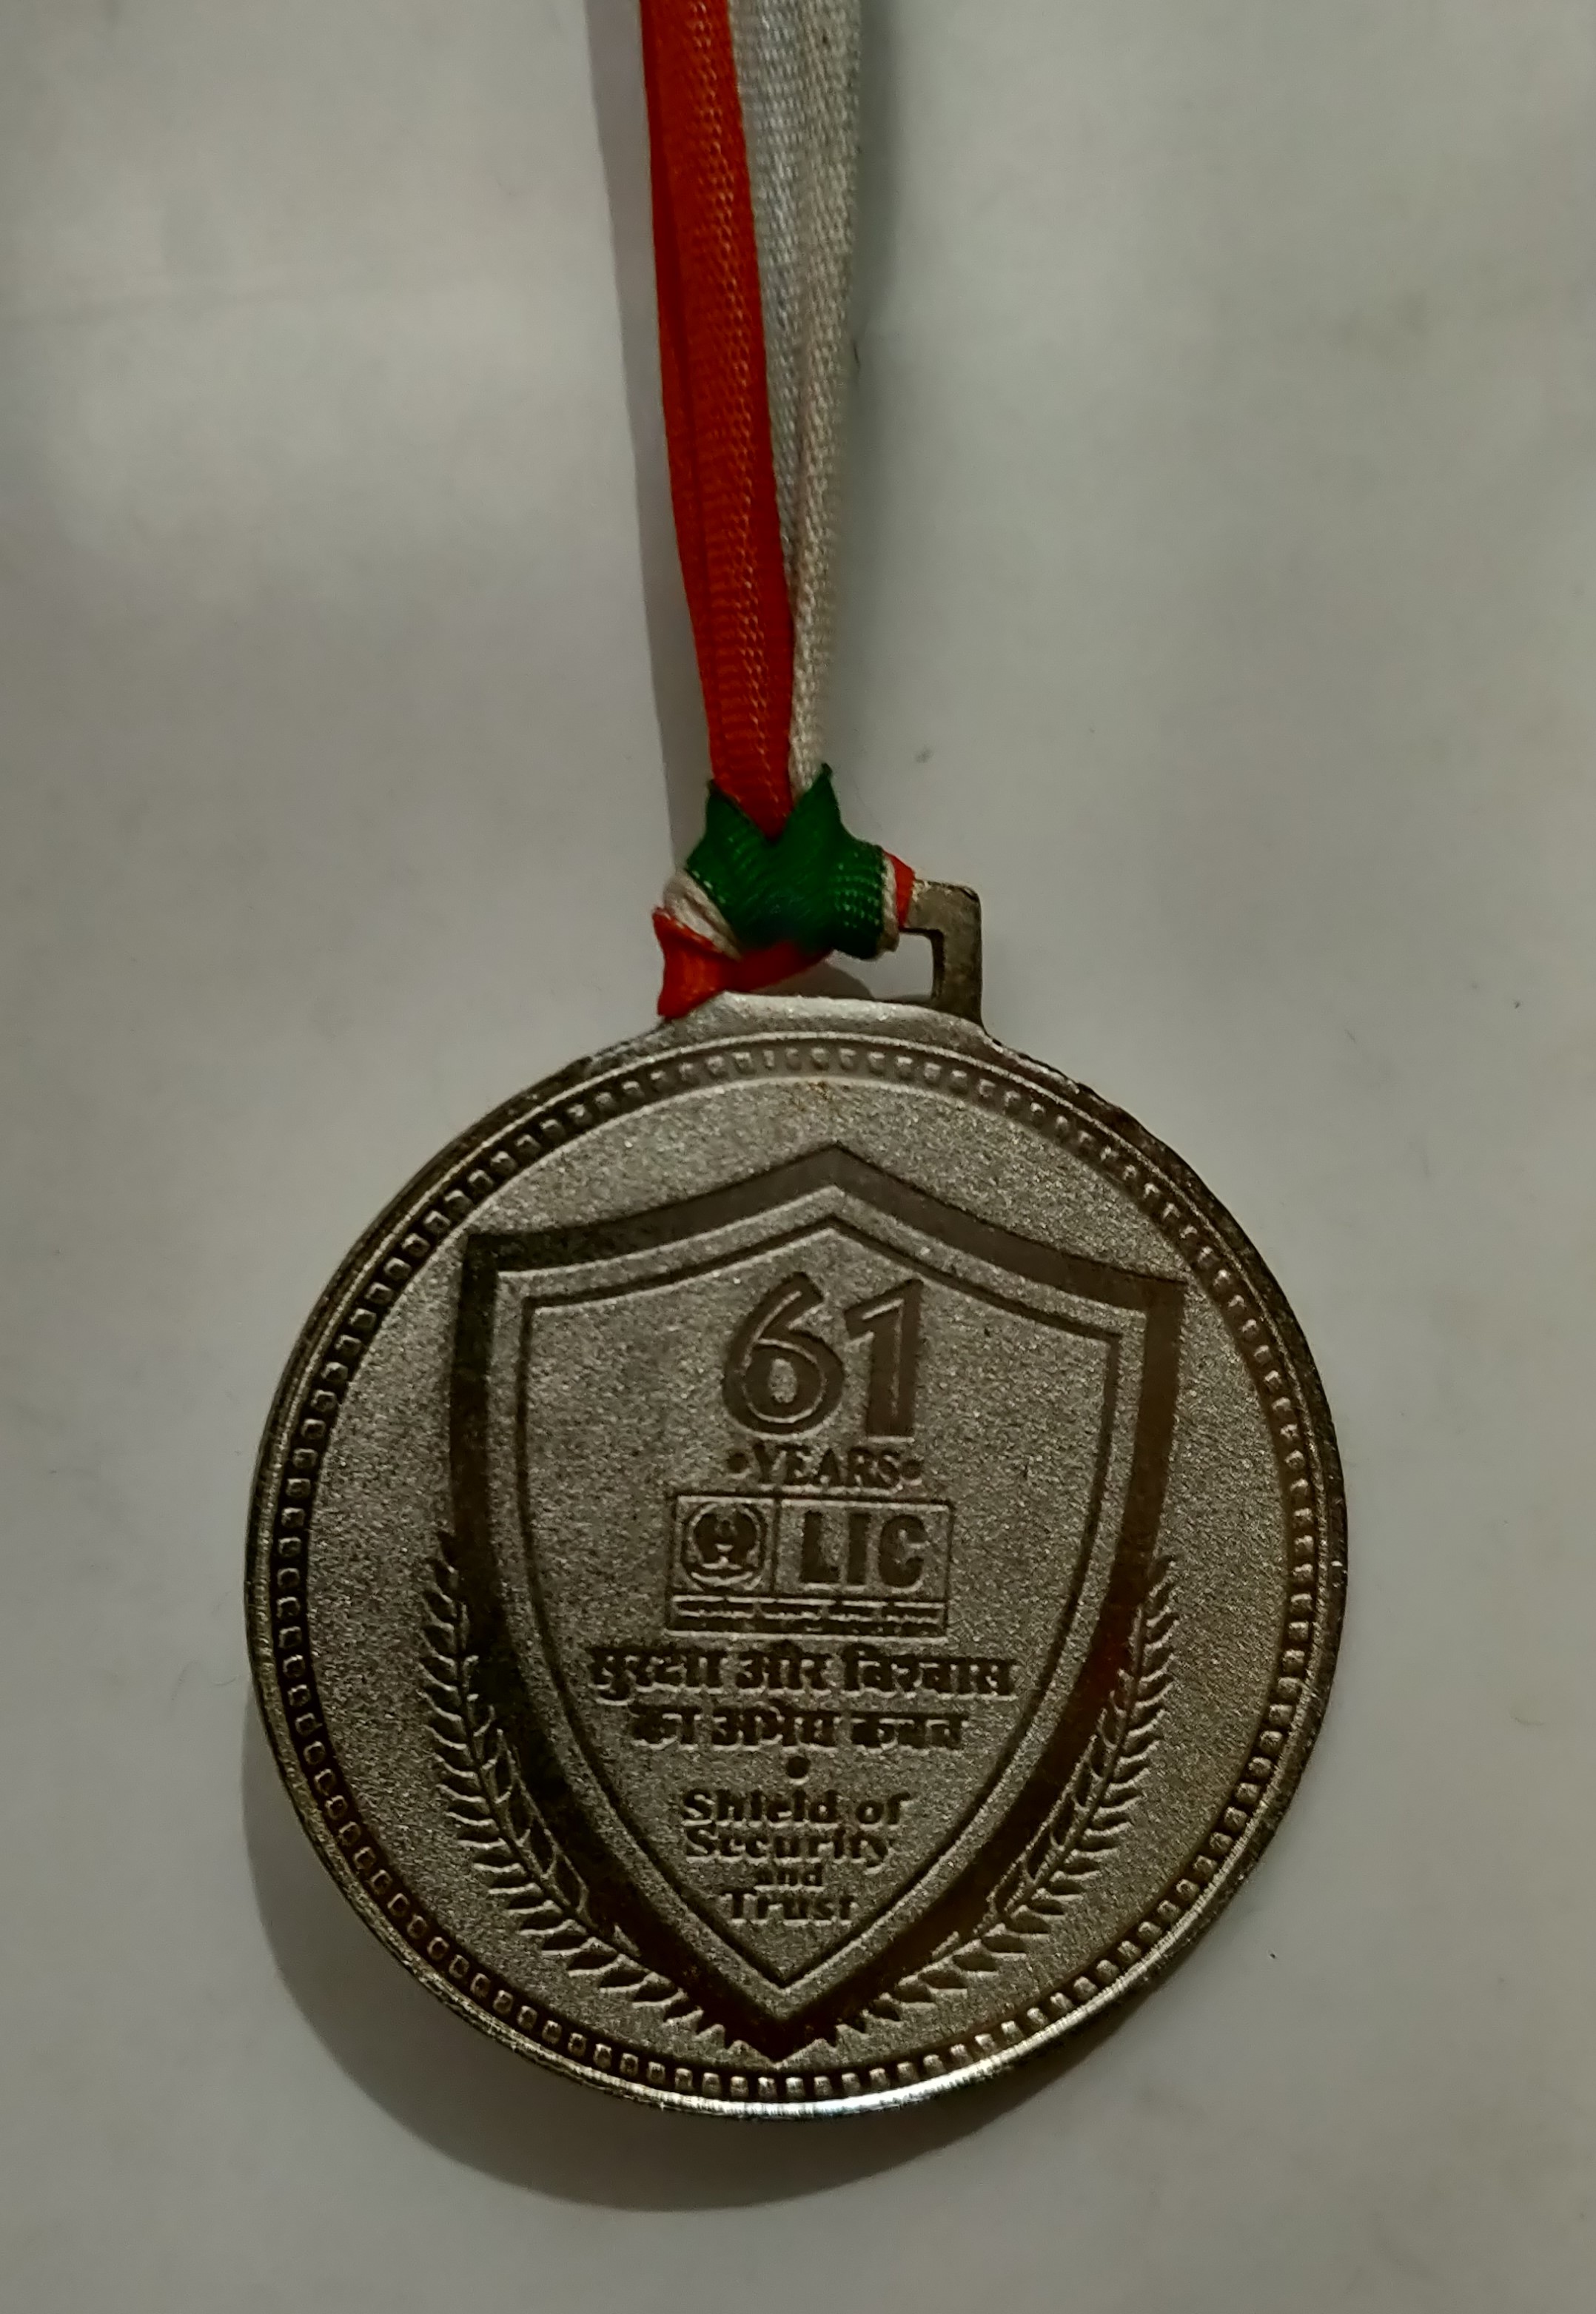 61
•YEARS•
LIC
सुरक्षा और विश्वास
का अभेद्य कवच
•
Shield of
Security
and
Trust